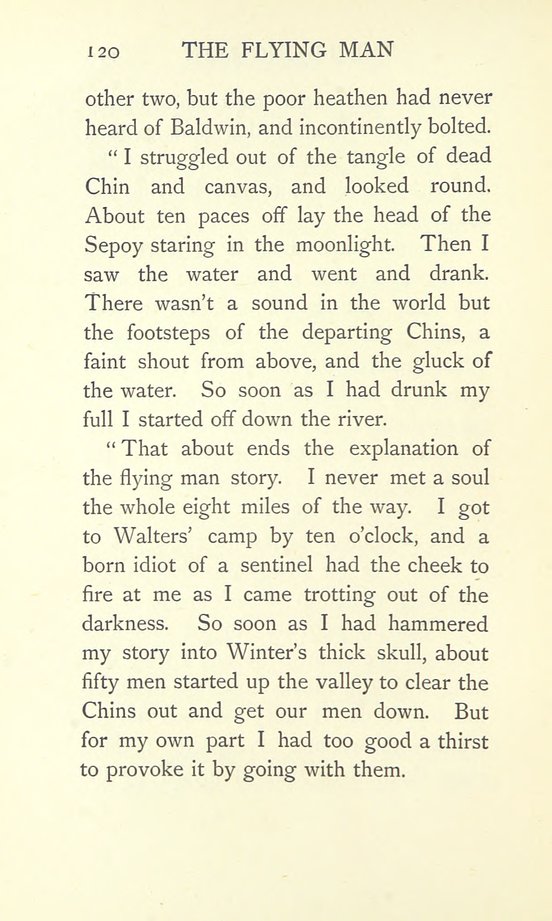 120 THE FLYING MAN
other two, but the poor heathen had never
heard of Baldwin, and incontinently bolted.
“ I struggled out of the tangle of dead
Chin and canvas, and looked round.
About ten paces off lay the head of the
Sepoy staring in the moonlight. Then I
saw the water and went and drank.
There wasn’t a sound in the world but
the footsteps of the departing Chins, a
faint shout from above, and the gluck of
the water. So soon as I had drunk my
full I started off down the river.
“ That about ends the explanation of
the flying man story. I never met a soul
the whole eight miles of the way. I got
to Walters’ camp by ten o’clock, and a
born idiot of a sentinel had the cheek to
fire at me as I came trotting out of the
darkness. So soon as I had hammered
my story into Winter’s thick skull, about
fifty men started up the valley to clear the
Chins out and get our men down. But
for my own part I had too good a thirst
to provoke it by going with them.